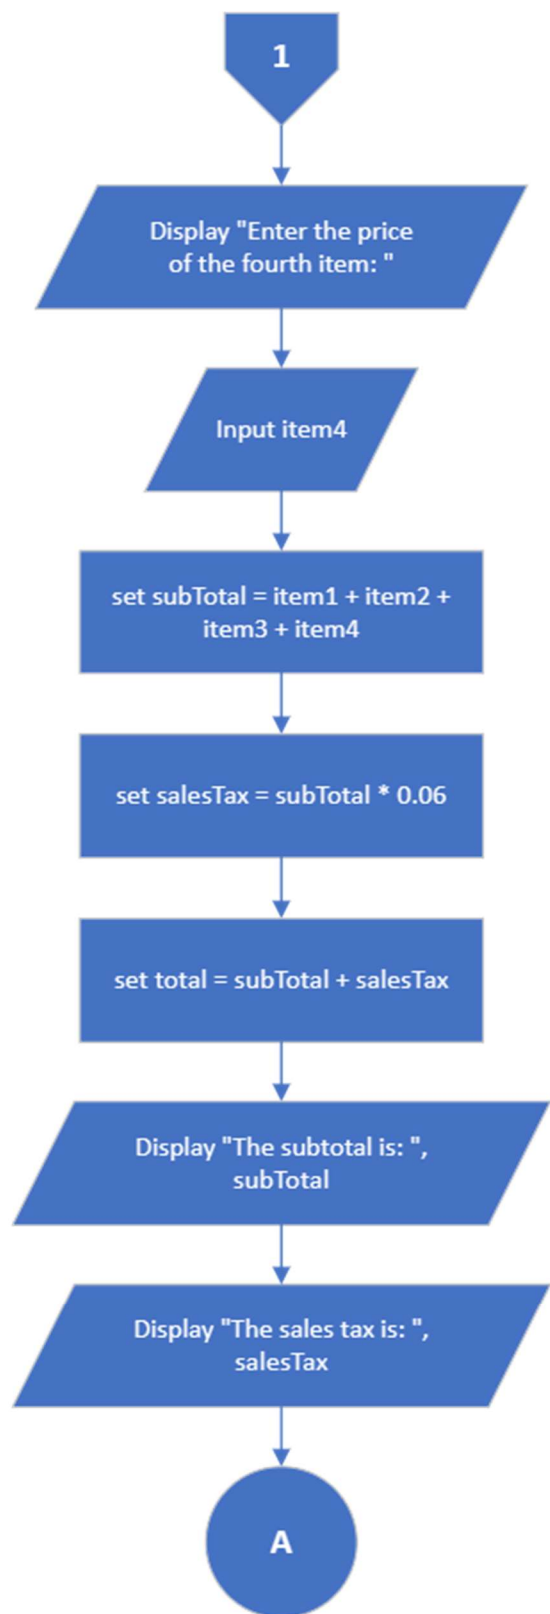 1
Display "Enter the price
of the fourth item: "
Input item4
set subTotal = item1 + item2 +
item3 + item4
set salesTax = subTotal * 0.06
set total = subTotal + salesTax
Display "The subtotal is: ",
subTotal
Display "The sales tax is: ",
salesTax
A